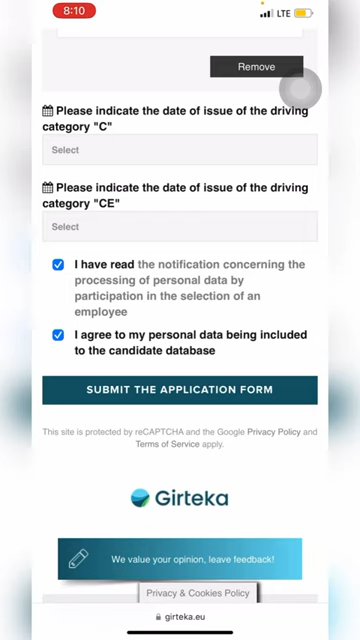 8:10
LTE
Remove
Please indicate the date of issue of the driving
category "C"
Select
Please indicate the date of issue of the driving
category "CE"
Select
I have read the notification concerning the
processing of personal data by
participation in the selection of an
employee
I agree to my personal data being included
to the candidate database
SUBMIT THE APPLICATION FORM
This site is protected by reCAPTCHA and the Google Privacy Policy and
Terms of Service apply.
Girteka
We value your opinion, leave feedback!
Privacy & Cookies Policy
girteka.eu